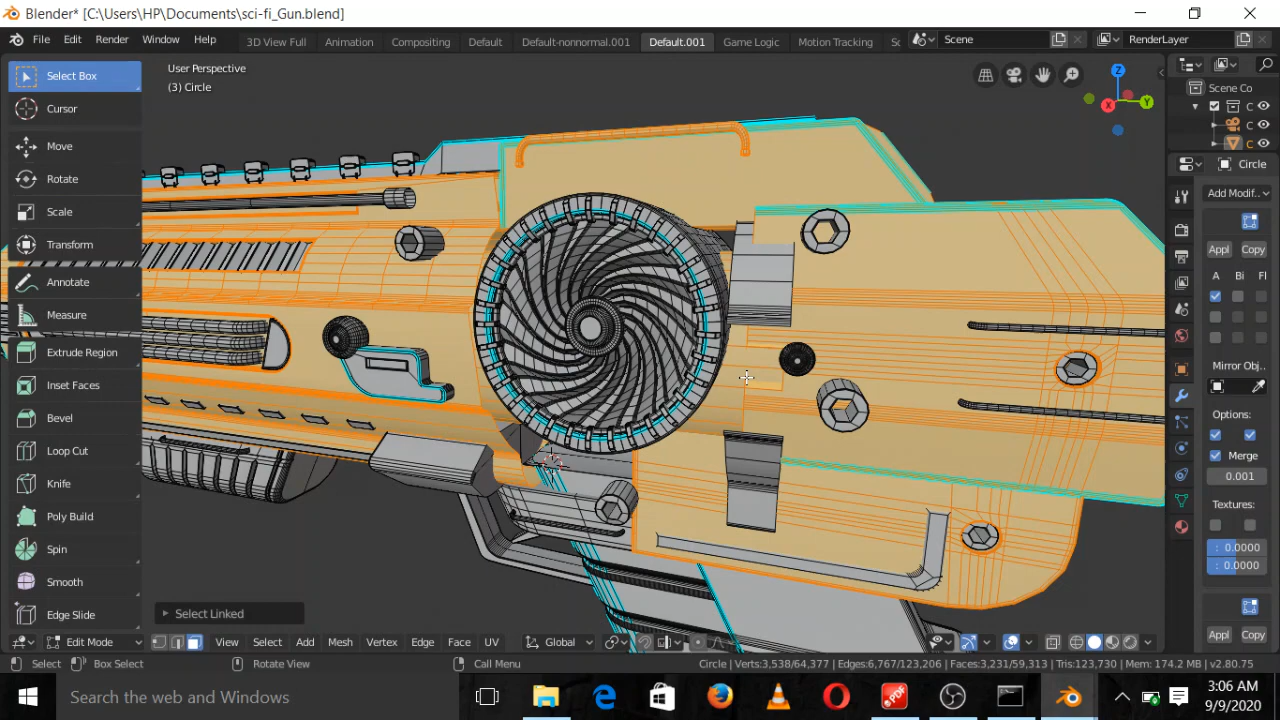 Blender* [C:\Users\HP\Documents\sci-fi_Gun.blend]
File Edit Render Window Help 3D View Full Animation Compositing Default Default-nonnormal.001 Default.001 Game Logic Motion Tracking Sc Scene RenderLayer
Select Box
Cursor
Move
Rotate
Scale
Transform
Annotate
Measure
Extrude Region
Inset Faces
Bevel
Loop Cut
Knife
Poly Build
Spin
Smooth
Edge Slide
User Perspective
(3) Circle
Z
X
Y
Select Linked
Scene Co
C
C
Circle
Add Modif..
Appl Copy
A Bi Fl
Mirror Obj..
Options:
Merge
0.001
Textures:
: 0.0000
: 0.0000
Appl Copy
Edit Mode View Select Add Mesh Vertex Edge Face UV Global
Select Box Select Rotate View Call Menu Circle | Verts:3,538/64,377 | Edges:6,767/123,206 | Faces:3,231/59,313 | Tris:123,730 | Mem: 174.2 MB | v2.80.75
Search the web and Windows
PDF
3:06 AM
9/9/2020